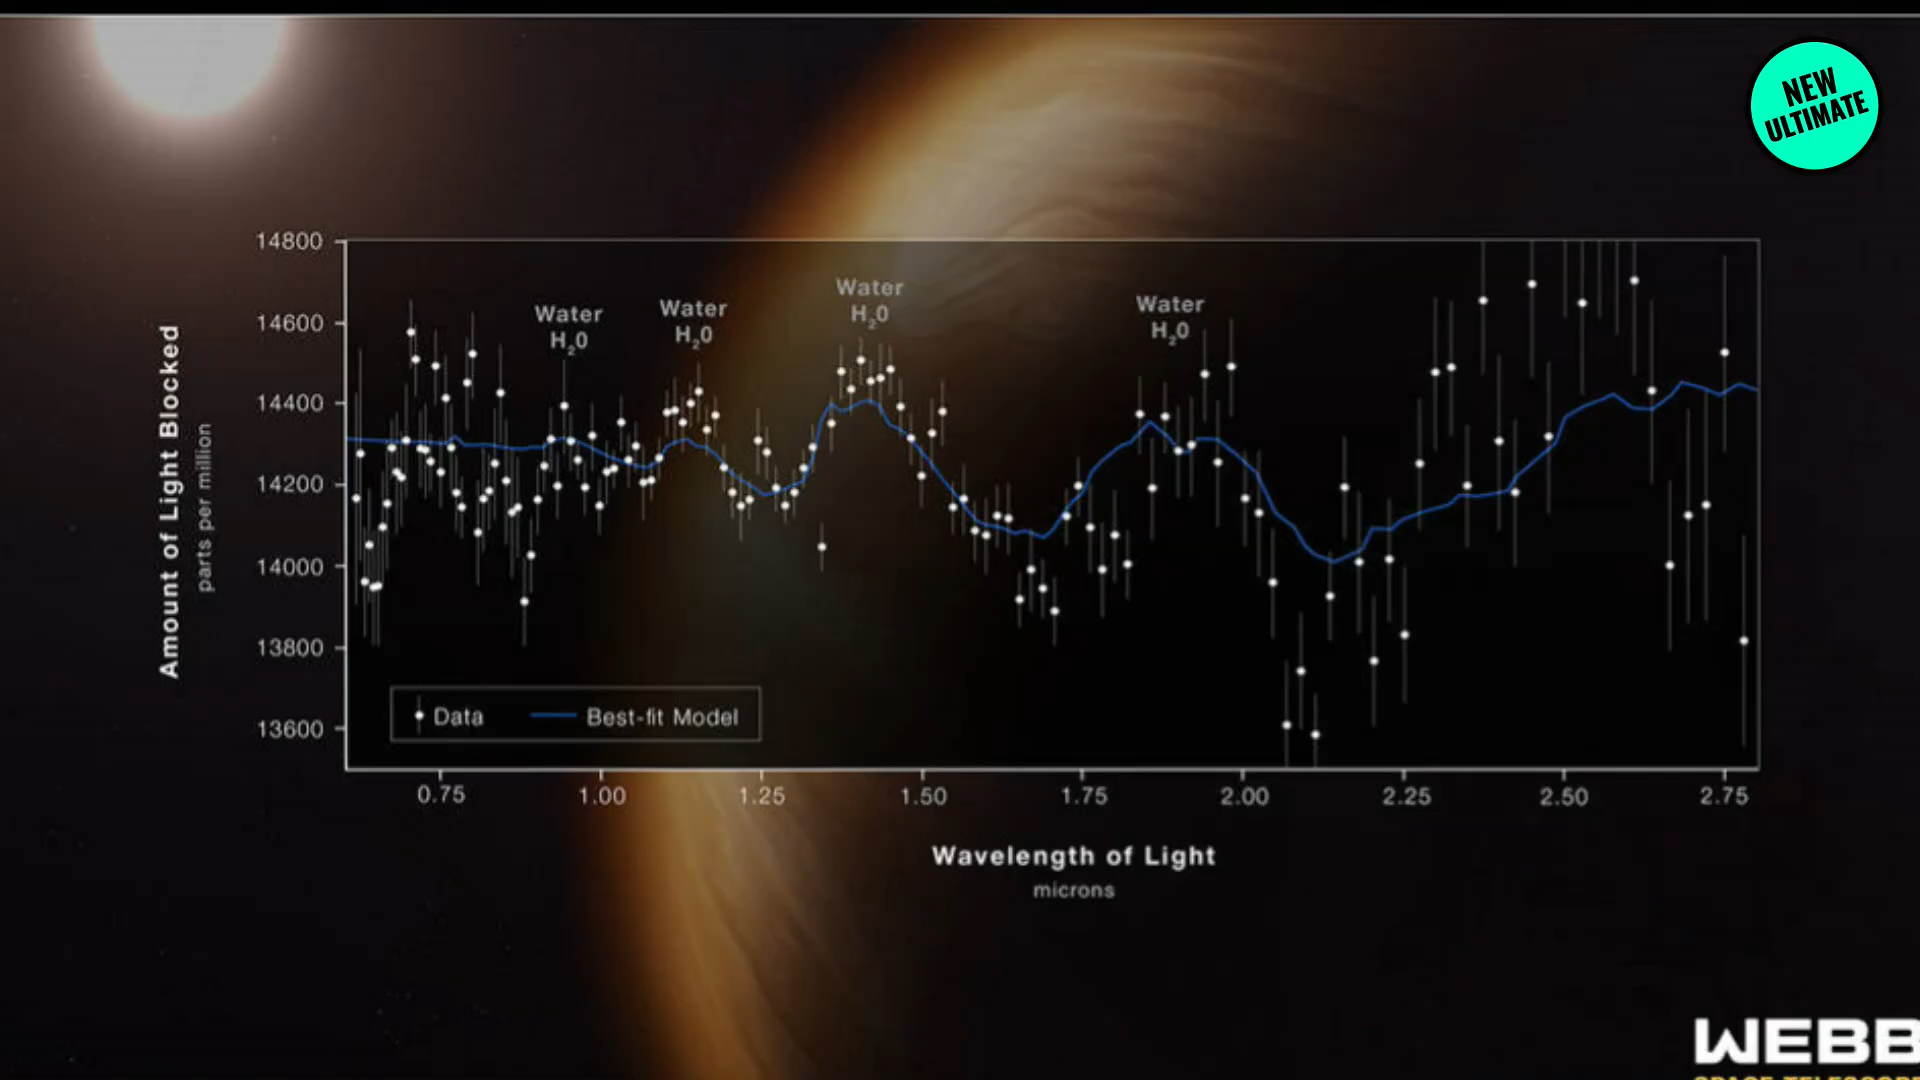 NEW
ULTIMATE
Water
H₂0
Water
H₂0
Water
H₂0
Water
H₂0
14800
14600
14400
14200
14000
13800
13600
Amount of Light Blocked
parts per million
Data
Best-fit Model
0.75
1.00
1.25
1.50
1.75
2.00
2.25
2.50
2.75
Wavelength of Light
microns
WEBB